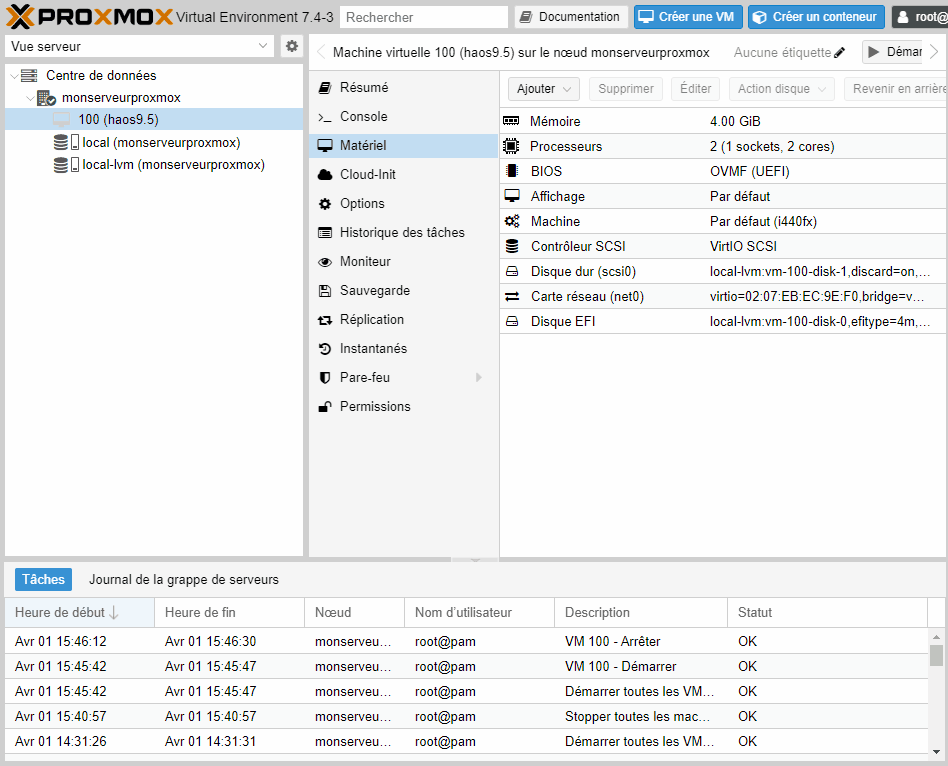 PROXMOX Virtual Environment 7.4-3 Rechercher Documentation Créer une VM Créer un conteneur root@
Vue serveur
Centre de données
monserveurproxmox
100 (haos9.5)
local (monserveurproxmox)
local-lvm (monserveurproxmox)
Machine virtuelle 100 (haos9.5) sur le nœud monserveurproxmox Aucune étiquette Démar
Résumé
Console
Matériel
Cloud-Init
Options
Historique des tâches
Moniteur
Sauvegarde
Réplication
Instantanés
Pare-feu
Permissions
Ajouter Supprimer Éditer Action disque Revenir en arrière
Mémoire 4.00 GiB
Processeurs 2 (1 sockets, 2 cores)
BIOS OVMF (UEFI)
Affichage Par défaut
Machine Par défaut (i440fx)
Contrôleur SCSI VirtIO SCSI
Disque dur (scsi0) local-lvm:vm-100-disk-1,discard=on,...
Carte réseau (net0) virtio=02:07:EB:EC:9E:F0,bridge=v...
Disque EFI local-lvm:vm-100-disk-0,efitype=4m,...
Tâches Journal de la grappe de serveurs
Heure de début Heure de fin Nœud Nom d'utilisateur Description Statut
Avr 01 15:46:12 Avr 01 15:46:30 monserveu... root@pam VM 100 - Arrêter OK
Avr 01 15:45:42 Avr 01 15:45:47 monserveu... root@pam VM 100 - Démarrer OK
Avr 01 15:45:42 Avr 01 15:45:47 monserveu... root@pam Démarrer toutes les VM... OK
Avr 01 15:40:57 Avr 01 15:40:57 monserveu... root@pam Stopper toutes les mac... OK
Avr 01 14:31:26 Avr 01 14:31:31 monserveu... root@pam Démarrer toutes les VM... OK